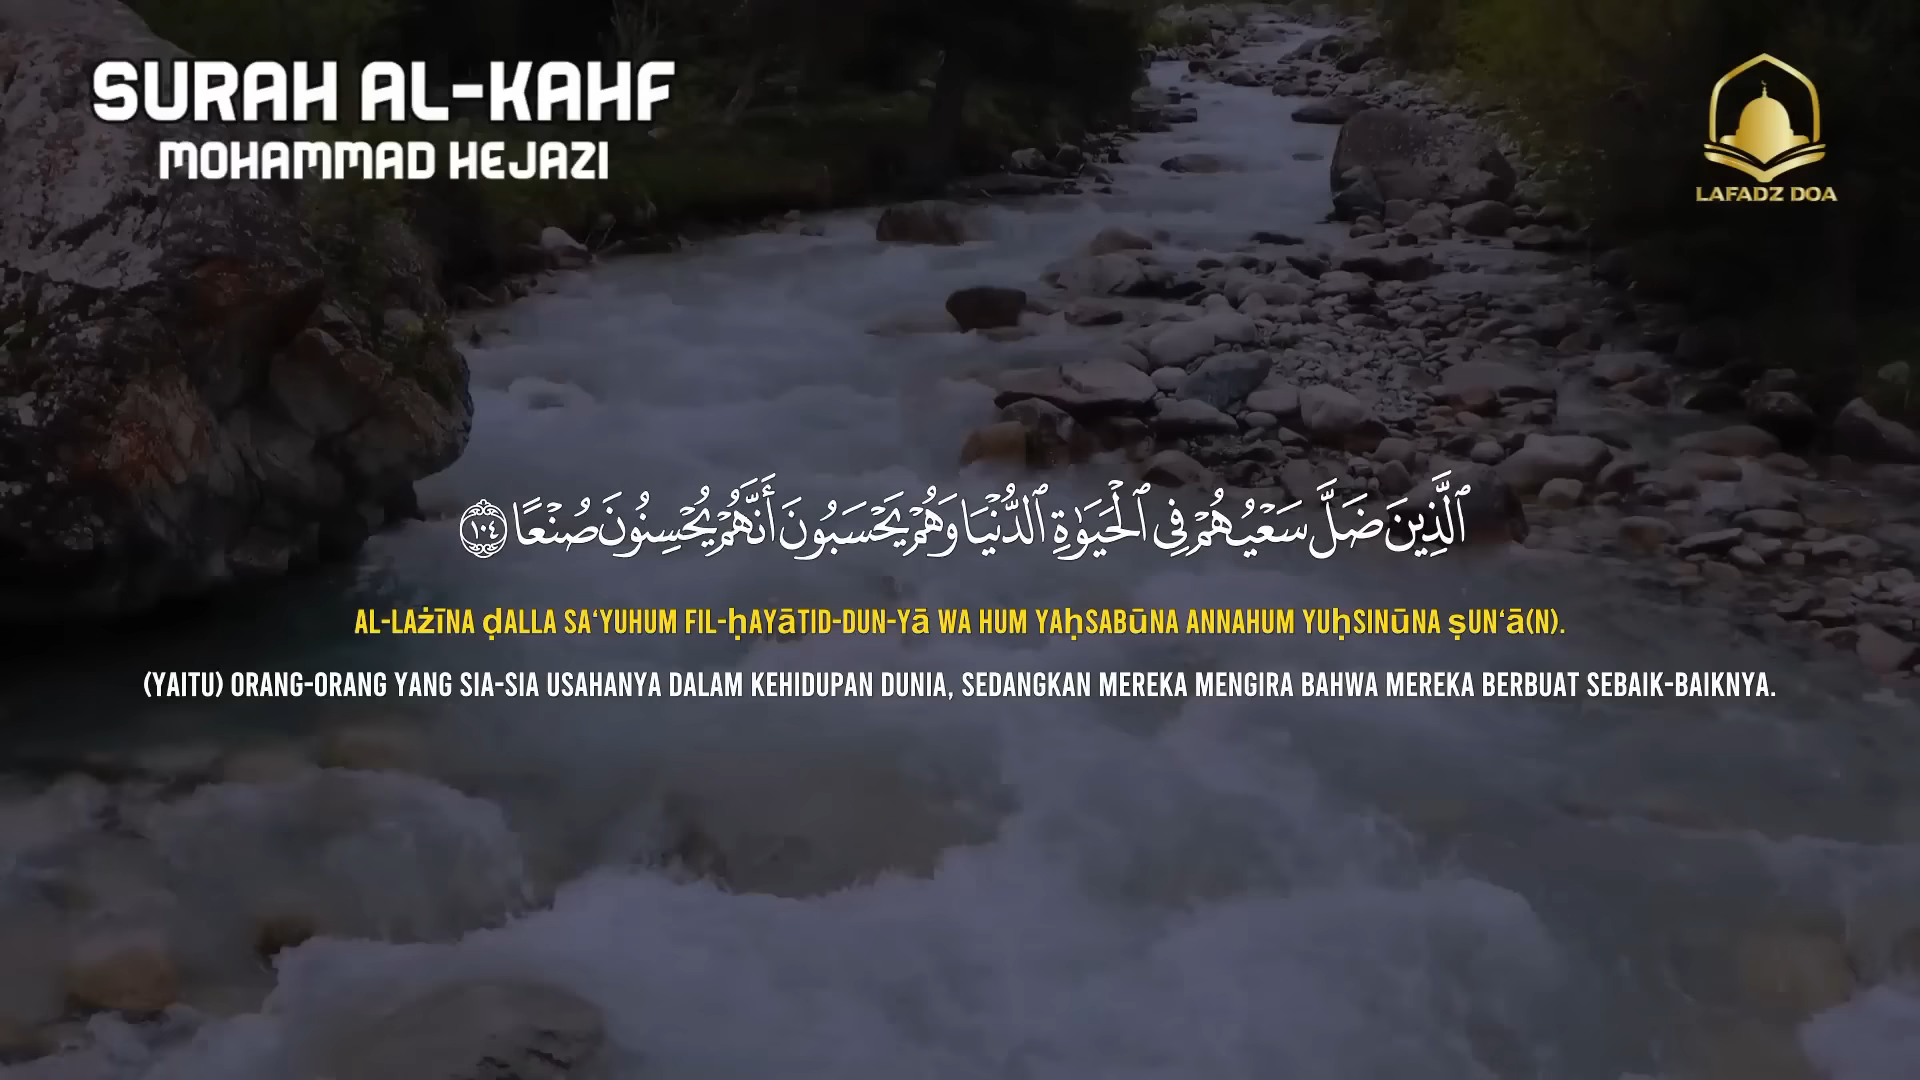 SURAH AL-KAHF
MOHAMMAD HEJAZI
LAFADZ DOA
ٱلَّذِينَ ضَلَّ سَعْيُهُمْ فِى ٱلْحَيَوٰةِ ٱلدُّنْيَا وَهُمْ يَحْسَبُونَ أَنَّهُمْ يُحْسِنُونَ صُنْعًا ١٠٤
AL-LAżīNA ḍALLA SA‘YUHUM FIL-ḥAYāTID-DUN-Yā WA HUM YAḥSABūNA ANNAHUM YUḥSINūNA ṣUN‘ā(N).
(YAITU) ORANG-ORANG YANG SIA-SIA USAHANYA DALAM KEHIDUPAN DUNIA, SEDANGKAN MEREKA MENGIRA BAHWA MEREKA BERBUAT SEBAIK-BAIKNYA.